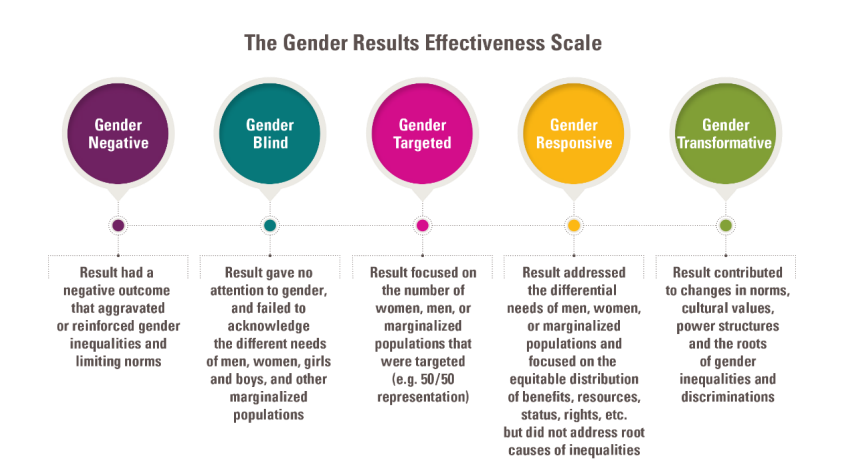 The Gender Results Effectiveness Scale
Gender
Negative
Gender
Blind
Gender
Targeted
Gender
Responsive
Gender
Transformative
Result had a
negative outcome
that aggravated
or reinforced gender
inequalities and
limiting norms
Result gave no
attention to gender,
and failed to
acknowledge
the different needs
of men, women, girls
and boys, and other
marginalized
populations
Result focused on
the number of
women, men, or
marginalized
populations that
were targeted
(e.g. 50/50
representation)
Result addressed
the differential
needs of men, women,
or marginalized
populations and
focused on the
equitable distribution
of benefits, resources,
status, rights, etc.
but did not address root
causes of inequalities
Result contributed
to changes in norms,
cultural values,
power structures
and the roots
of gender
inequalities and
discriminations